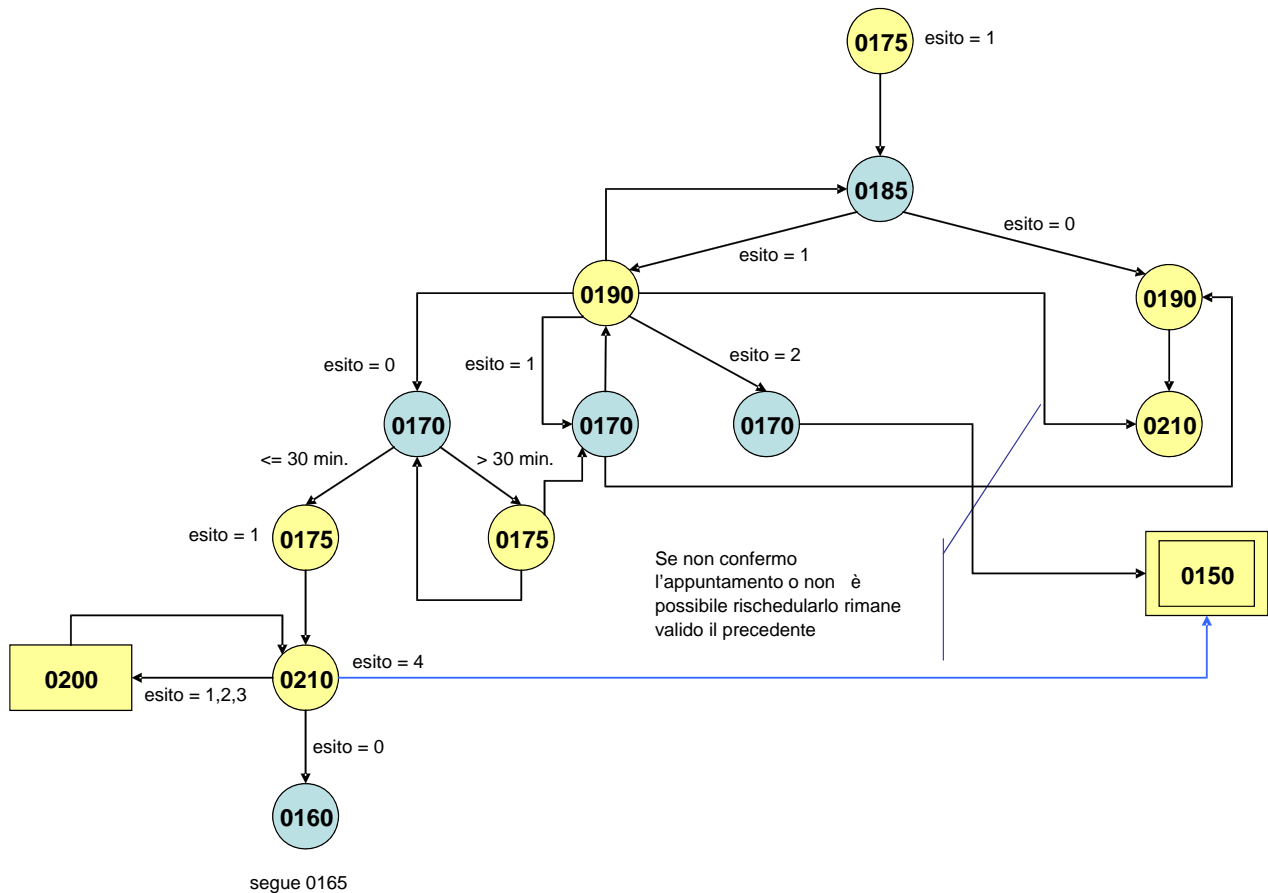 0175
esito = 1
0185
esito = 0
esito = 1
0190
0190
esito = 2
esito = 0
esito = 1
0170
0170
0170
0210
<= 30 min.
> 30 min.
esito = 1
0175
0175
Se non confermo
l'appuntamento o non è
possibile rischedularlo rimane
valido il precedente
0150
esito = 4
0200
0210
esito = 1,2,3
esito = 0
0160
segue 0165